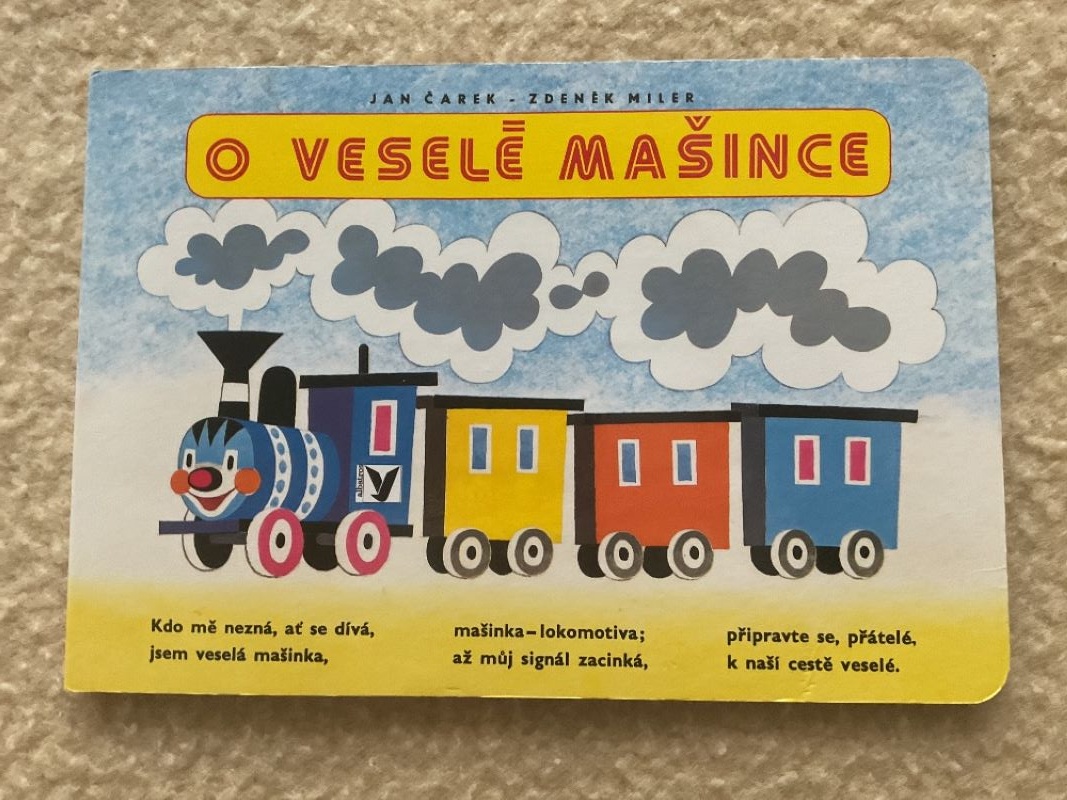 JAN ČAREK - ZDENĚK MILER
O VESELÉ MAŠINCE
albatros
Kdo mě nezná, ať se dívá,
jsem veselá mašinka,
mašinka–lokomotiva;
až můj signál zacinká,
připravte se, přátelé,
k naší cestě veselé.